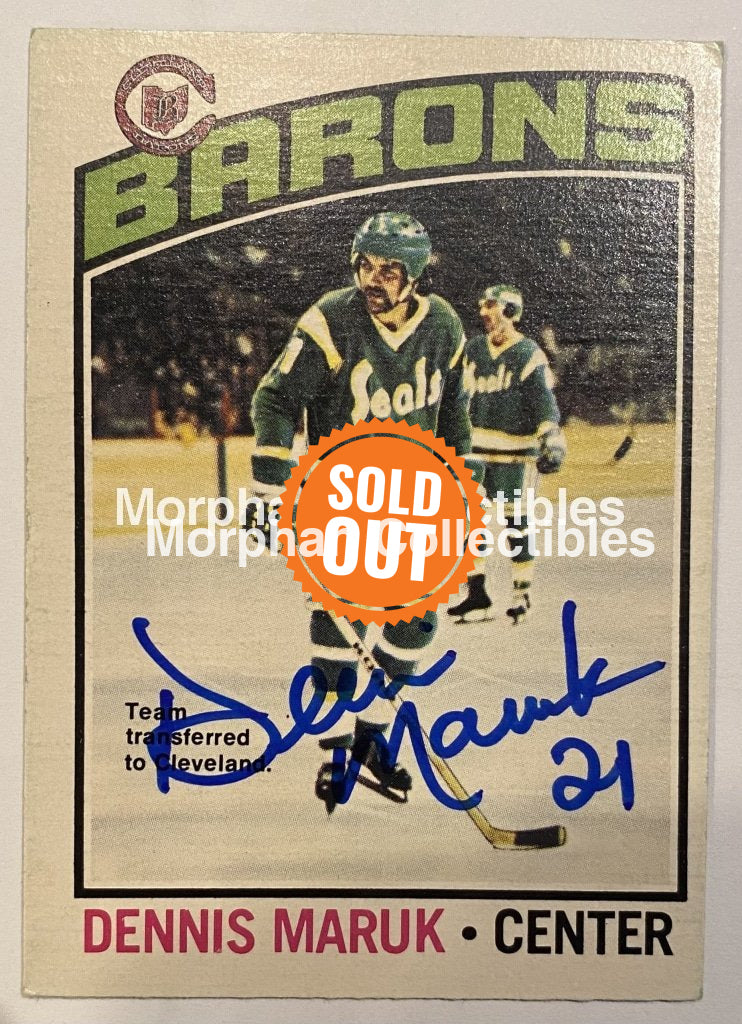 B
BARONS
Seals
Seals
SOLD
OUT
Morphan Collectibles
Morphan Collectibles
Dennis
Maruk
21
Team
transferred
to Cleveland.
DENNIS MARUK • CENTER